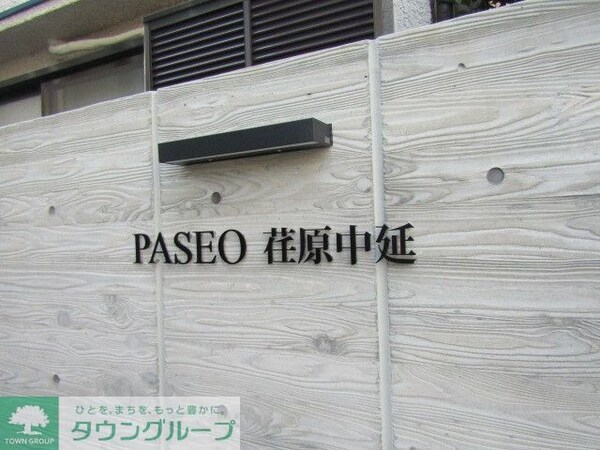 PASEO 荏原中延
ひとを、まちを、もっと豊かに。
タウングループ
TOWN GROUP